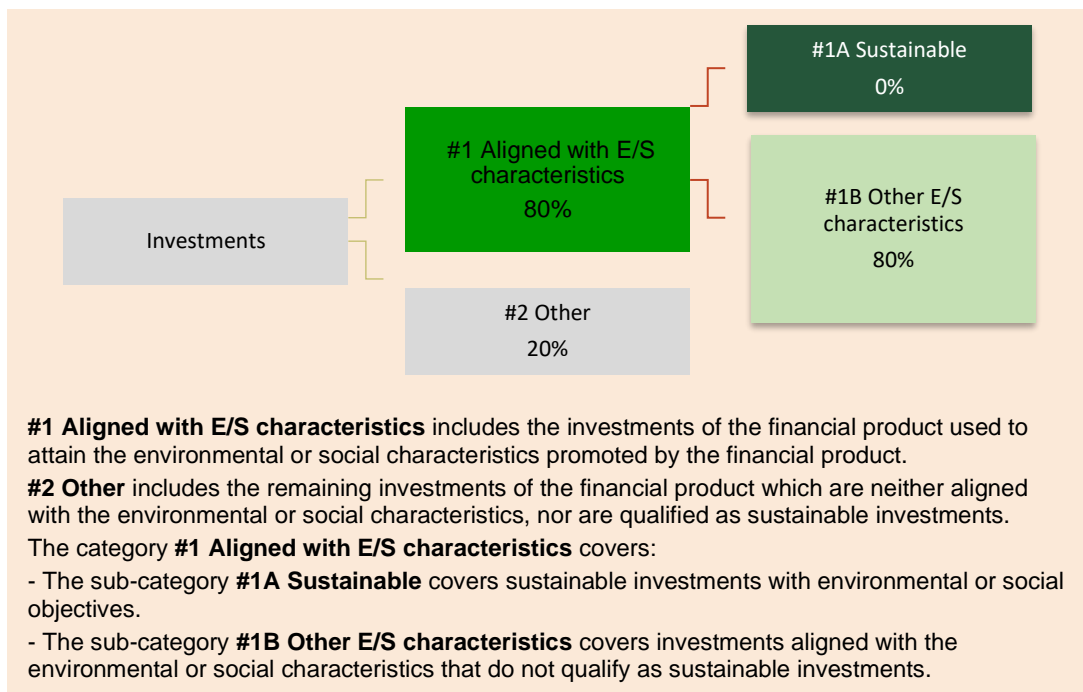 #1A Sustainable
0%
#1 Aligned with E/S
characteristics
80%
#1B Other E/S
characteristics
80%
Investments
#2 Other
20%
#1 Aligned with E/S characteristics includes the investments of the financial product used to
attain the environmental or social characteristics promoted by the financial product.
#2 Other includes the remaining investments of the financial product which are neither aligned
with the environmental or social characteristics, nor are qualified as sustainable investments.
The category #1 Aligned with E/S characteristics covers:
- The sub-category #1A Sustainable covers sustainable investments with environmental or social
objectives.
- The sub-category #1B Other E/S characteristics covers investments aligned with the
environmental or social characteristics that do not qualify as sustainable investments.